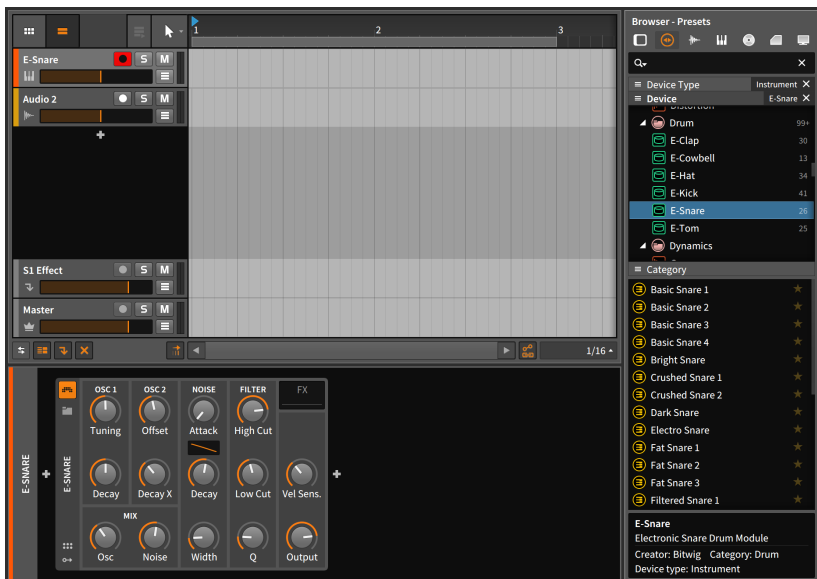 1 2 3
E-Snare S M
Audio 2 S M
+
S1 Effect S M
Master S M
1/16
E-SNARE
E-SNARE
OSC 1 OSC 2 NOISE FILTER FX
Tuning Offset Attack High Cut
Decay Decay X Decay Low Cut Vel Sens.
MIX
Osc Noise Width Q Output
Browser - Presets
Device Type Instrument X
Device E-Snare X
Distortion
Drum 99+
E-Clap 30
E-Cowbell 13
E-Hat 34
E-Kick 41
E-Snare 26
E-Tom 25
Dynamics
Category
Basic Snare 1
Basic Snare 2
Basic Snare 3
Basic Snare 4
Bright Snare
Crushed Snare 1
Crushed Snare 2
Dark Snare
Electro Snare
Fat Snare 1
Fat Snare 2
Fat Snare 3
Filtered Snare 1
E-Snare
Electronic Snare Drum Module
Creator: Bitwig Category: Drum
Device type: Instrument